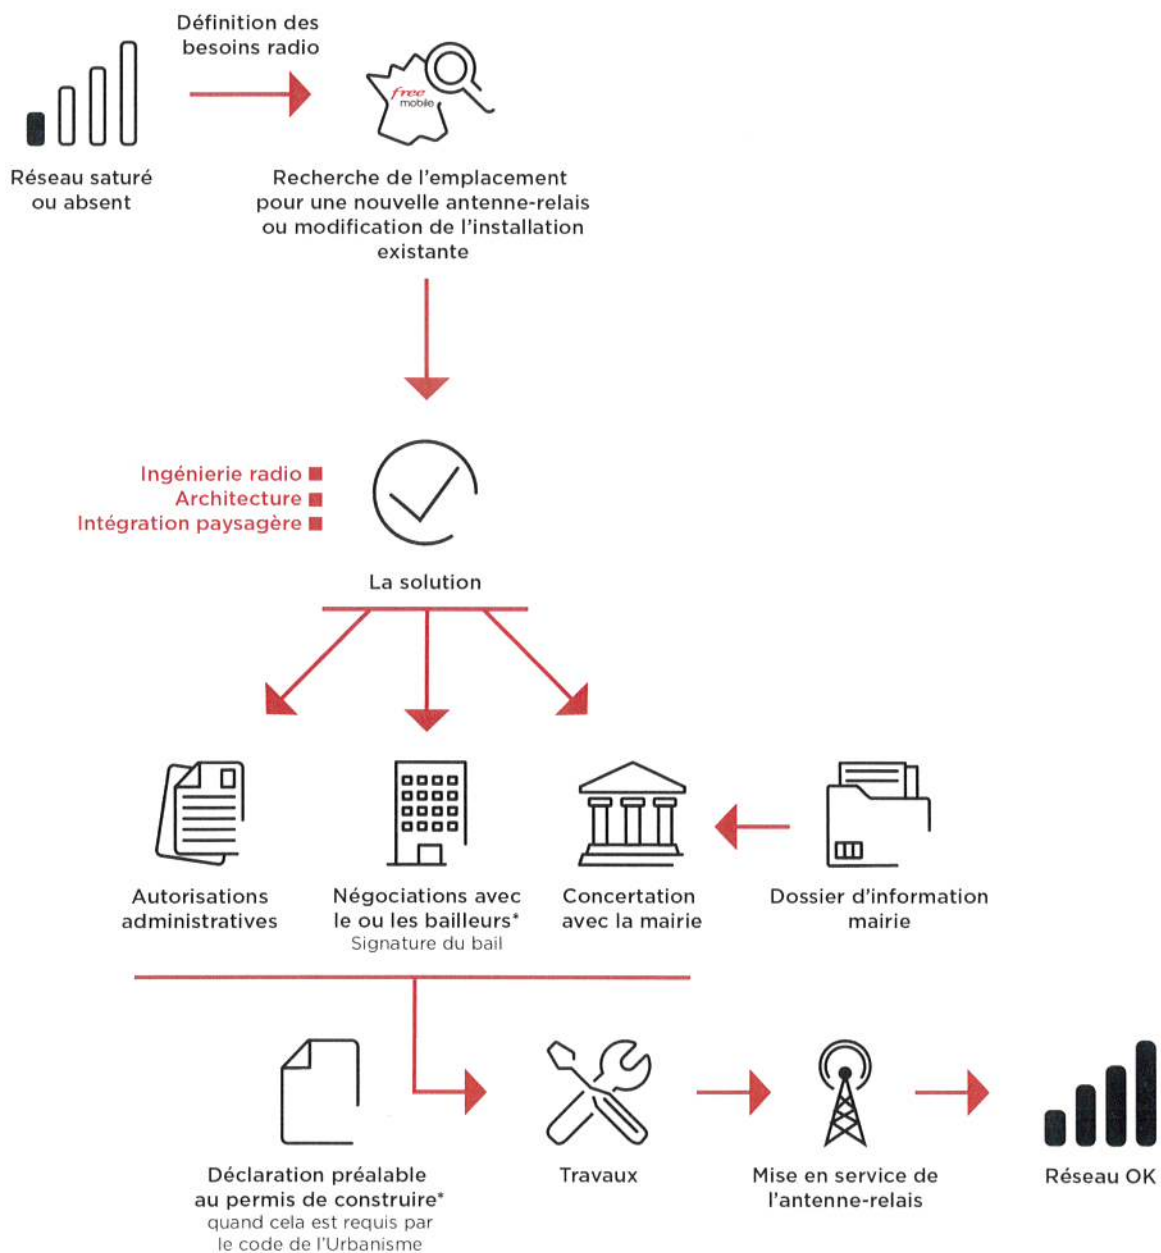 Définition des
besoins radio
free
mobile
Réseau saturé
ou absent
Recherche de l'emplacement
pour une nouvelle antenne-relais
ou modification de l'installation
existante
Ingénierie radio
Architecture
Intégration paysagère
La solution
Autorisations
administratives
Négociations avec
le ou les bailleurs*
Signature du bail
Concertation
avec la mairie
Dossier d'information
mairie
Déclaration préalable
au permis de construire*
quand cela est requis par
le code de l'Urbanisme
Travaux
Mise en service de
l'antenne-relais
Réseau OK